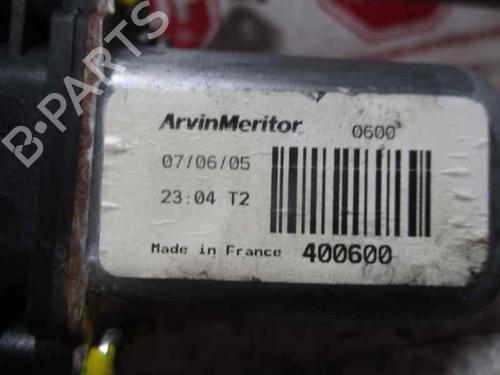 ArvinMeritor 0600
07/06/05
23:04 T2
Made in France 400600
B-PARTS